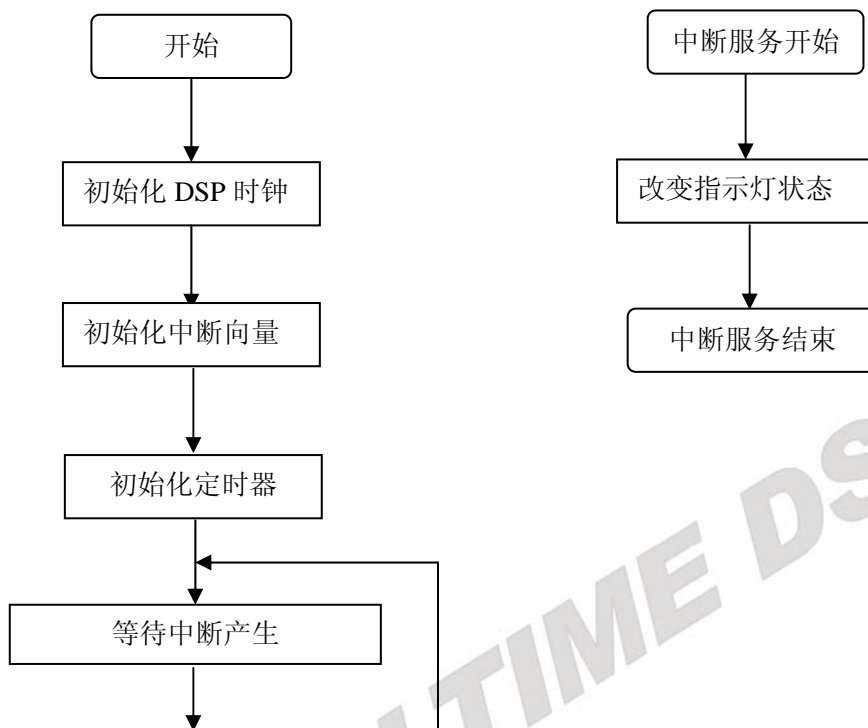 开始
初始化 DSP 时钟
初始化中断向量
初始化定时器
等待中断产生
中断服务开始
改变指示灯状态
中断服务结束
TIME DS